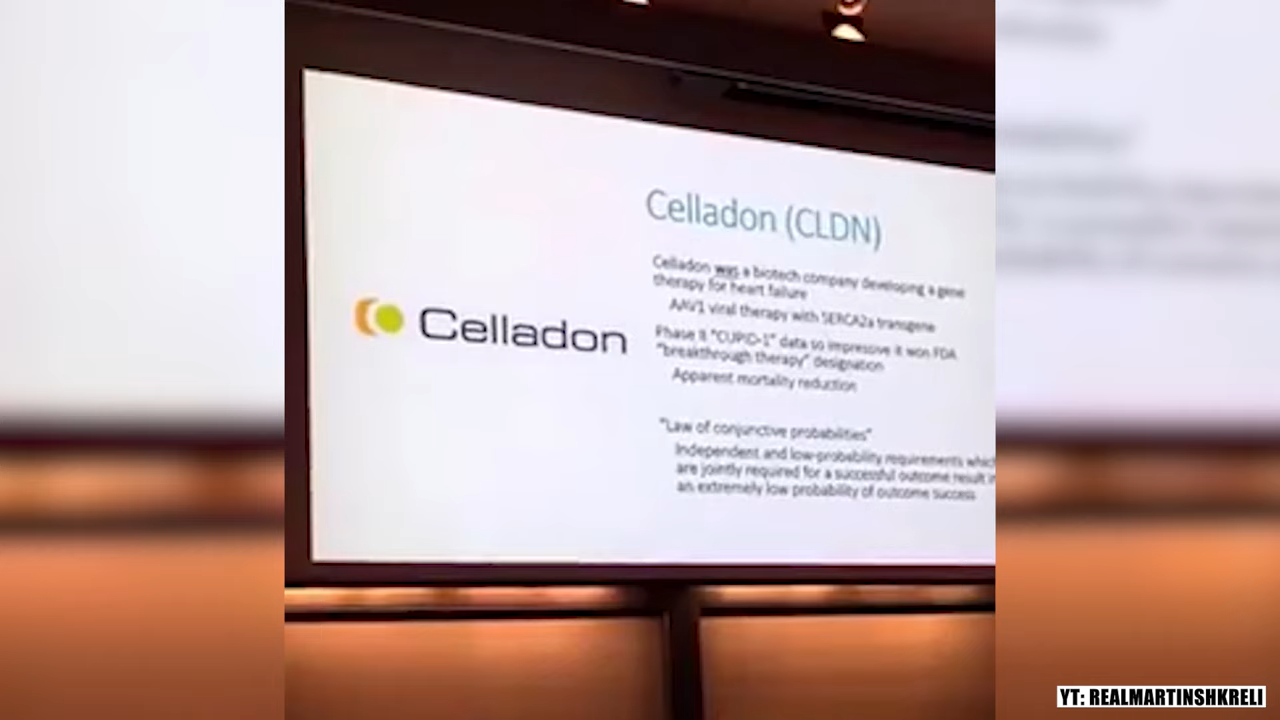 Celladon
Celladon (CLDN)
Celladon was a biotech company developing a gene
therapy for heart failure
AAV1 viral therapy with SERCA2a transgene
Phase II "CUPID-1" data so impressive it won FDA
"breakthrough therapy" designation
Apparent mortality reduction
"Law of conjunctive probabilities"
Independent and low-probability requirements which
are jointly required for a successful outcome result in
an extremely low probability of outcome success
YT: REALMARTINSHKRELI